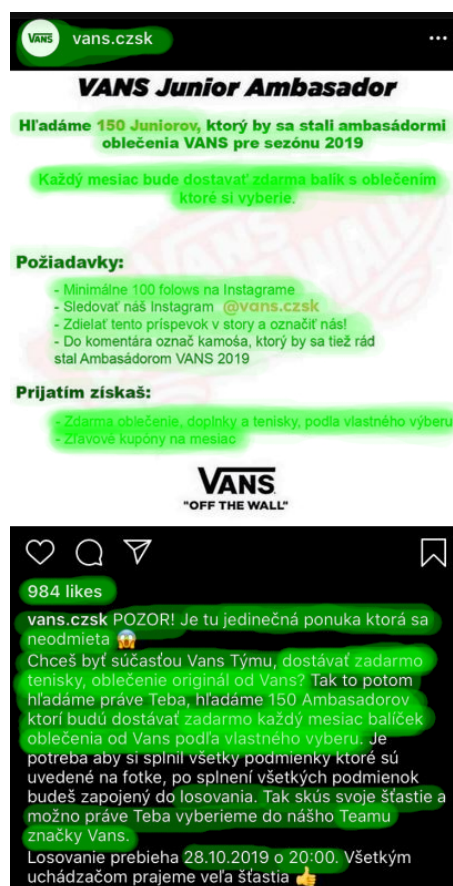 VANS
vans.czsk
VANS Junior Ambasador
Hľadáme 150 Juniorov, ktorý by sa stali ambasádormi
oblečenia VANS pre sezónu 2019
Každý mesiac bude dostavať zdarma balík s oblečením
ktoré si vyberie.
Požiadavky:
- Minimálne 100 folows na Instagrame
- Sledovať náš Instagram @vans.czsk
- Zdielať tento príspevok v story a označiť nás!
- Do komentára označ kamoša, ktorý by sa tiež rád
stal Ambasádorom VANS 2019
Prijatím získaš:
- Zdarma oblečenie, doplnky a tenisky, podla vlastného výberu
- Zľavové kupóny na mesiac
VANS
"OFF THE WALL"
984 likes
vans.czsk POZOR! Je tu jedinečná ponuka ktorá sa
neodmieta 😱
Chceš byť súčasťou Vans Týmu, dostávať zadarmo
tenisky, oblečenie originál od Vans? Tak to potom
hľadáme práve Teba, hľadáme 150 Ambasadorov
ktorí budú dostávať zadarmo každý mesiac balíček
oblečenia od Vans podľa vlastného vyberu. Je
potreba aby si splnil všetky podmienky ktoré sú
uvedené na fotke, po splnení všetkých podmienok
budeš zapojený do losovania. Tak skús svoje šťastie a
možno práve Teba vyberieme do nášho Teamu
značky Vans.
Losovanie prebieha 28.10.2019 o 20:00. Všetkým
uchádzačom prajeme veľa šťastia 👍